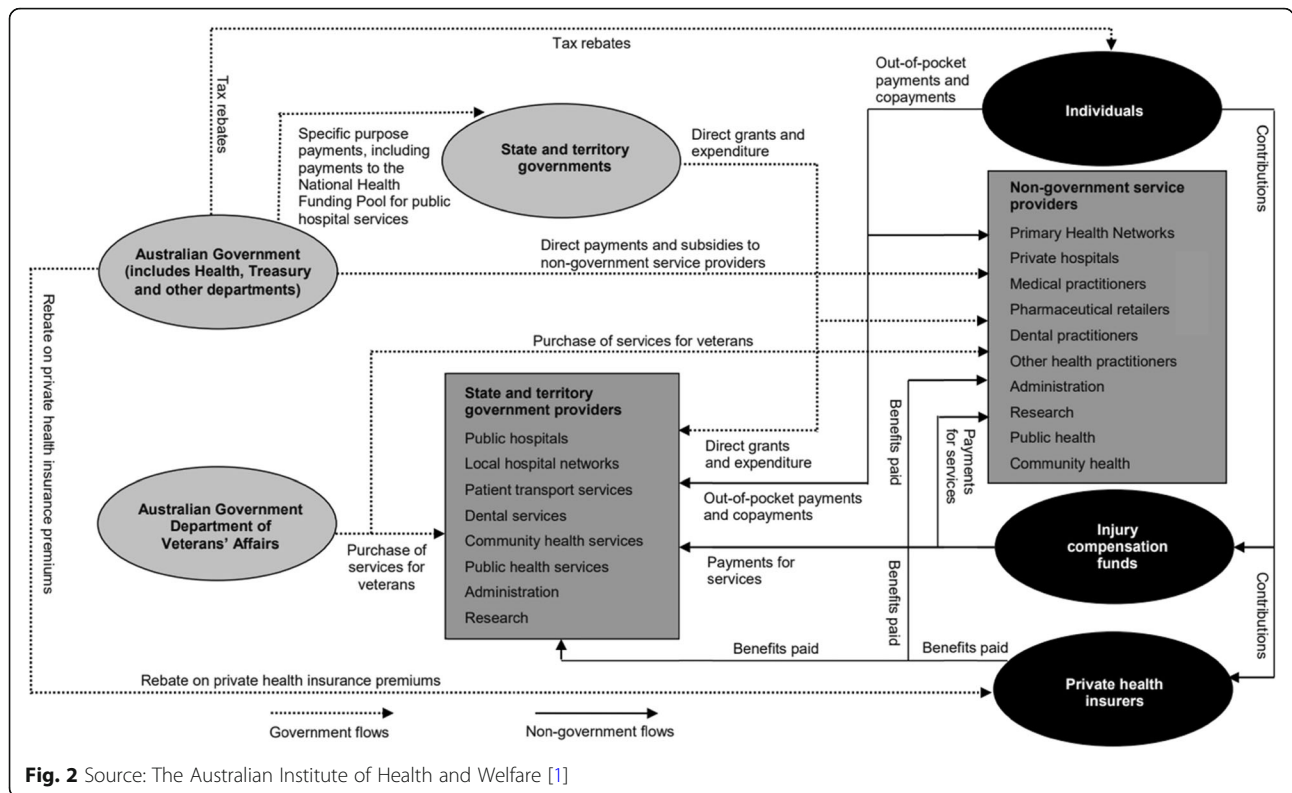 Tax rebates
Tax rebates
Out-of-pocket
payments and
copayments
Individuals
Contributions
Specific purpose
payments, including
payments to the
National Health
Funding Pool for public
hospital services
State and territory
governments
Direct grants and
expenditure
Non-government service
providers
Primary Health Networks
Private hospitals
Medical practitioners
Pharmaceutical retailers
Dental practitioners
Other health practitioners
Administration
Research
Public health
Community health
Australian Government
(includes Health, Treasury
and other departments)
Direct payments and subsidies to
non-government service providers
Rebate on private health insurance premiums
Purchase of services for veterans
State and territory
government providers
Public hospitals
Local hospital networks
Patient transport services
Dental services
Community health services
Public health services
Administration
Research
Direct grants
and expenditure
Benefits paid
Payments
for services
Out-of-pocket payments
and copayments
Australian Government
Department of
Veterans' Affairs
Purchase of
services for
veterans
Payments for
services
Benefits paid
Injury
compensation
funds
Contributions
Benefits paid
Benefits paid
Private health
insurers
Rebate on private health insurance premiums
Government flows
Non-government flows
Fig. 2 Source: The Australian Institute of Health and Welfare [1]